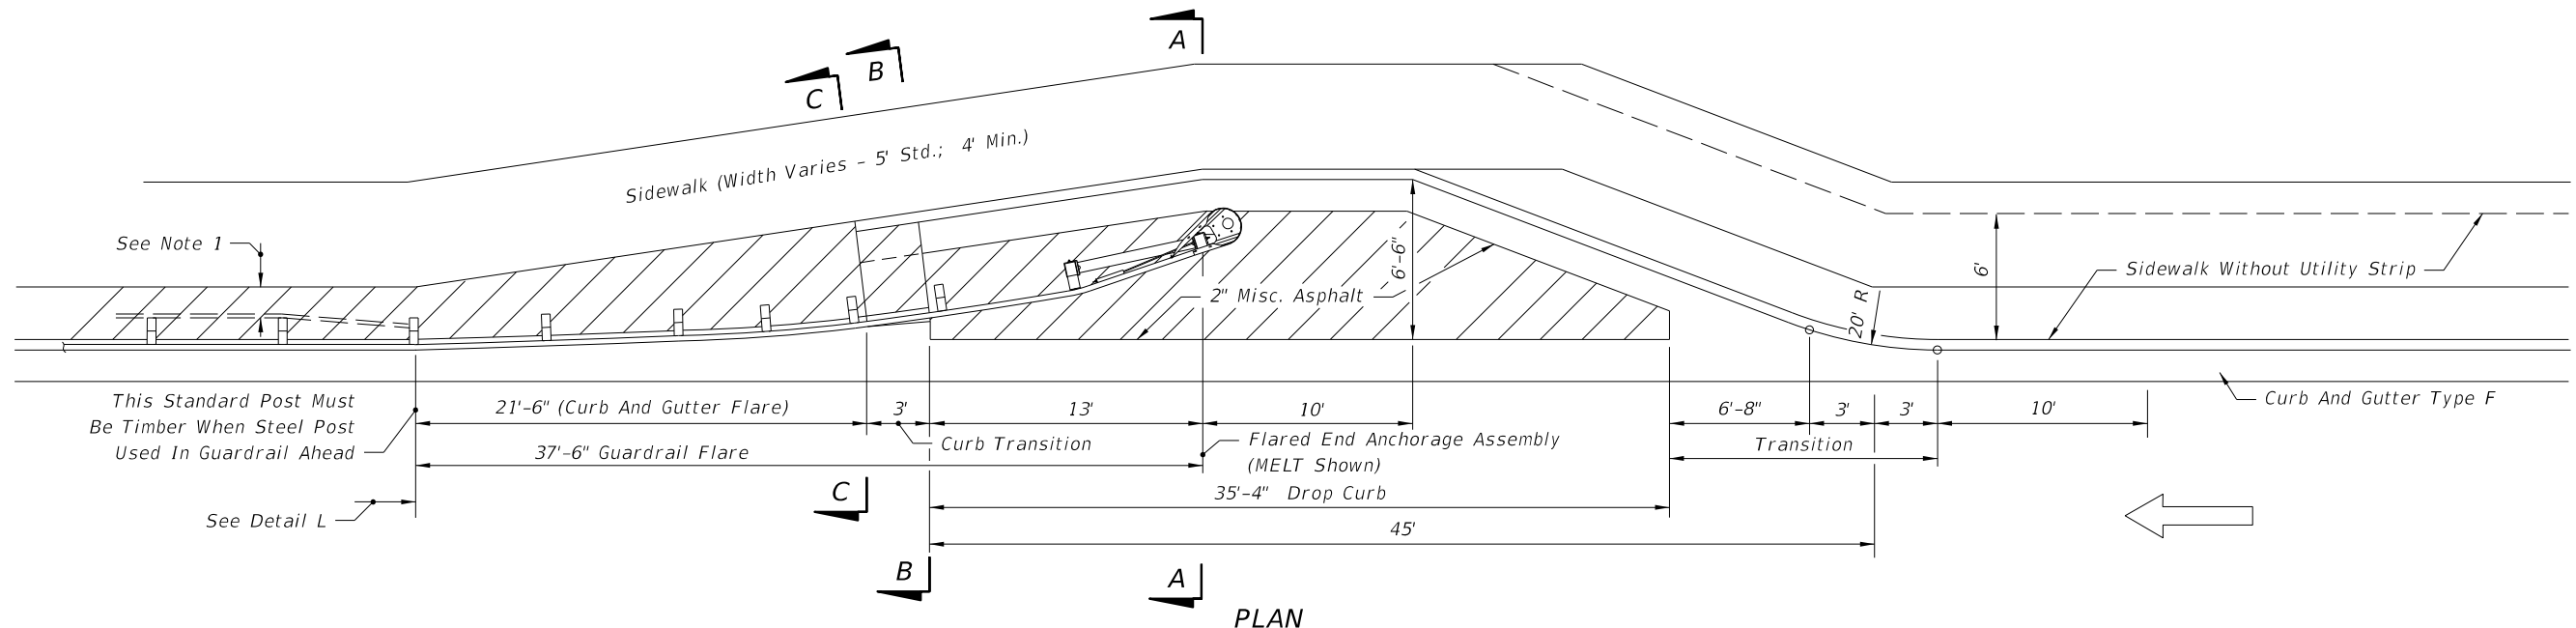 A
B
C
Sidewalk (Width Varies - 5' Std.; 4' Min.)
See Note 1
6'-6"
2" Misc. Asphalt
20' R
6'
Sidewalk Without Utility Strip
This Standard Post Must
Be Timber When Steel Post
Used In Guardrail Ahead
21'-6" (Curb And Gutter Flare)
3'
13'
10'
6'-8"
3'
3'
10'
Curb And Gutter Type F
Curb Transition
Flared End Anchorage Assembly
(MELT Shown)
Transition
37'-6" Guardrail Flare
C
35'-4" Drop Curb
See Detail L
45'
B
A
PLAN